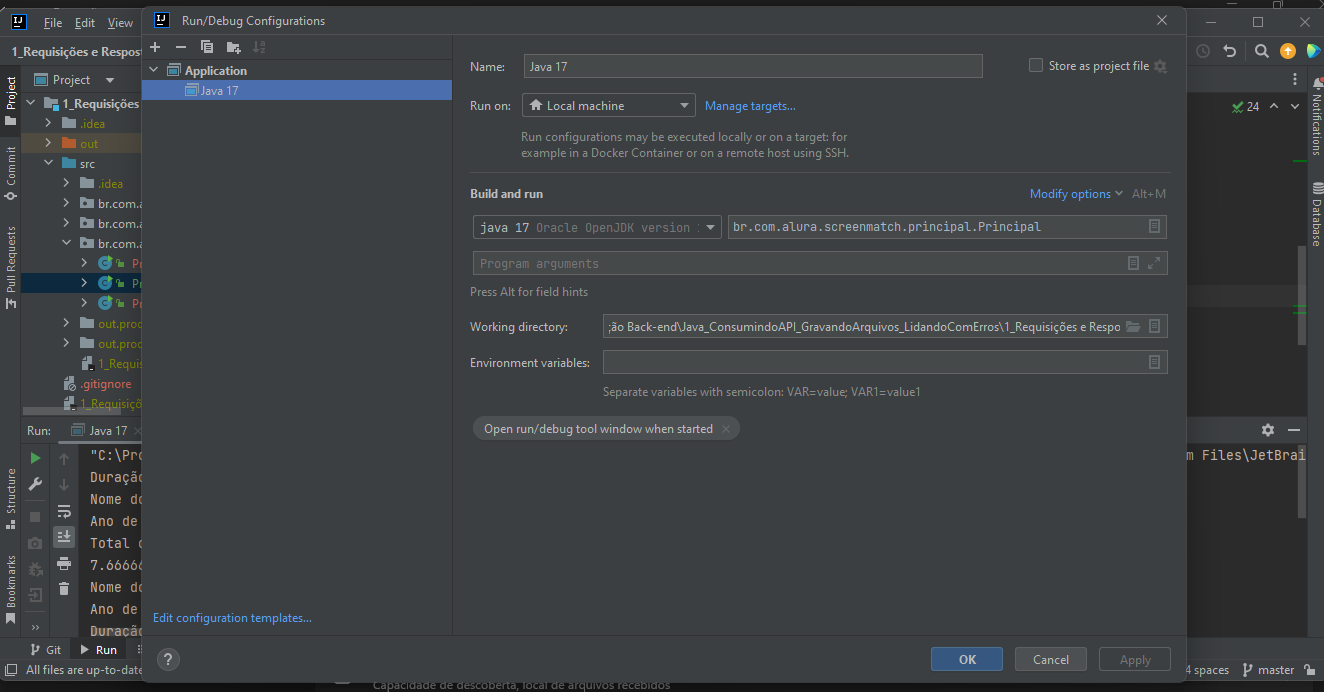 File Edit View
Run/Debug Configurations
1_Requisições e Respost
Project
1_Requisições
.idea
out
src
.idea
br.com.a
br.com.a
br.com.a
Pr
Pr
Pr
out.prod
out.prod
1_Requis
.gitignore
1_Requisiçõ
Application
Java 17
Edit configuration templates...
Name: Java 17
Store as project file
Run on: Local machine
Manage targets...
Run configurations may be executed locally or on a target: for
example in a Docker Container or on a remote host using SSH.
Build and run
Modify options Alt+M
java 17 Oracle OpenJDK version
br.com.alura.screenmatch.principal.Principal
Program arguments
Press Alt for field hints
Working directory: ção Back-end\Java_ConsumindoAPI_GravandoArquivos_LidandoComErros\1_Requisições e Respo
Environment variables:
Separate variables with semicolon: VAR=value; VAR1=value1
Open run/debug tool window when started
OK
Cancel
Apply
24
Project
Commit
Pull Requests
Structure
Bookmarks
Notifications
Database
Run: Java 17
"C:\Pro
m Files\JetBrai
Duração
Nome do
Ano de
Total d
7.66666
Nome do
Ano de
Duração
Git
Run
All files are up-to-date
4 spaces
master
Capacidade de descoberta, local de arquivos recebidos